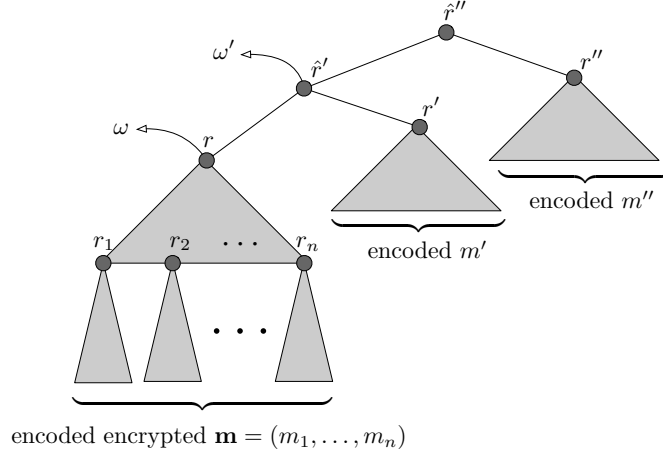 r̂″
ω′
r̂′
r″
r′
ω
r
encoded m″
r₁ r₂ · · · rₙ
encoded m′
· · ·
encoded encrypted 𝐦 = (m₁, . . . , mₙ)